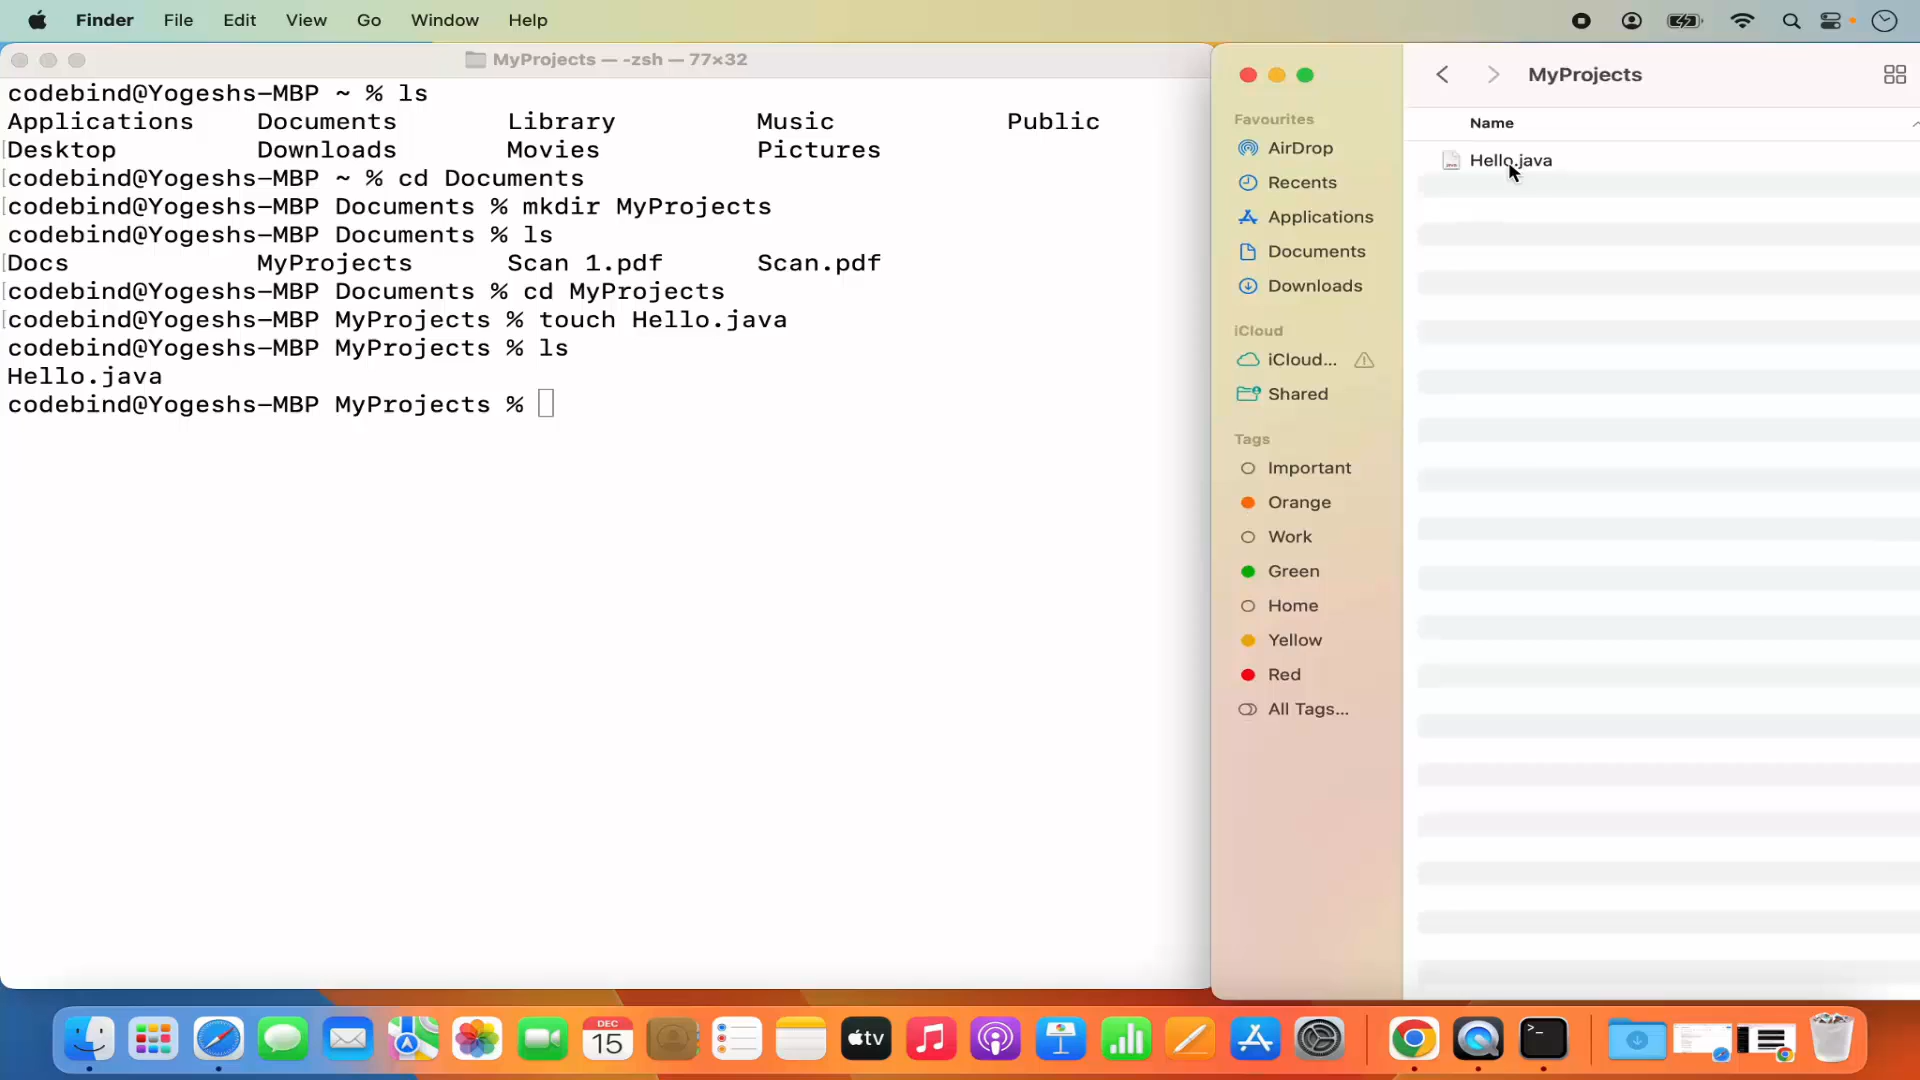 Finder File Edit View Go Window Help
MyProjects — -zsh — 77×32
codebind@Yogeshs-MBP ~ % ls
Applications Documents Library Music Public
Desktop Downloads Movies Pictures
codebind@Yogeshs-MBP ~ % cd Documents
codebind@Yogeshs-MBP Documents % mkdir MyProjects
codebind@Yogeshs-MBP Documents % ls
Docs MyProjects Scan 1.pdf Scan.pdf
codebind@Yogeshs-MBP Documents % cd MyProjects
codebind@Yogeshs-MBP MyProjects % touch Hello.java
codebind@Yogeshs-MBP MyProjects % ls
Hello.java
codebind@Yogeshs-MBP MyProjects %
Favourites
AirDrop
Recents
Applications
Documents
Downloads
iCloud
iCloud...
Shared
Tags
Important
Orange
Work
Green
Home
Yellow
Red
All Tags...
MyProjects
Name
Hello.java
DEC
15
tv
>_